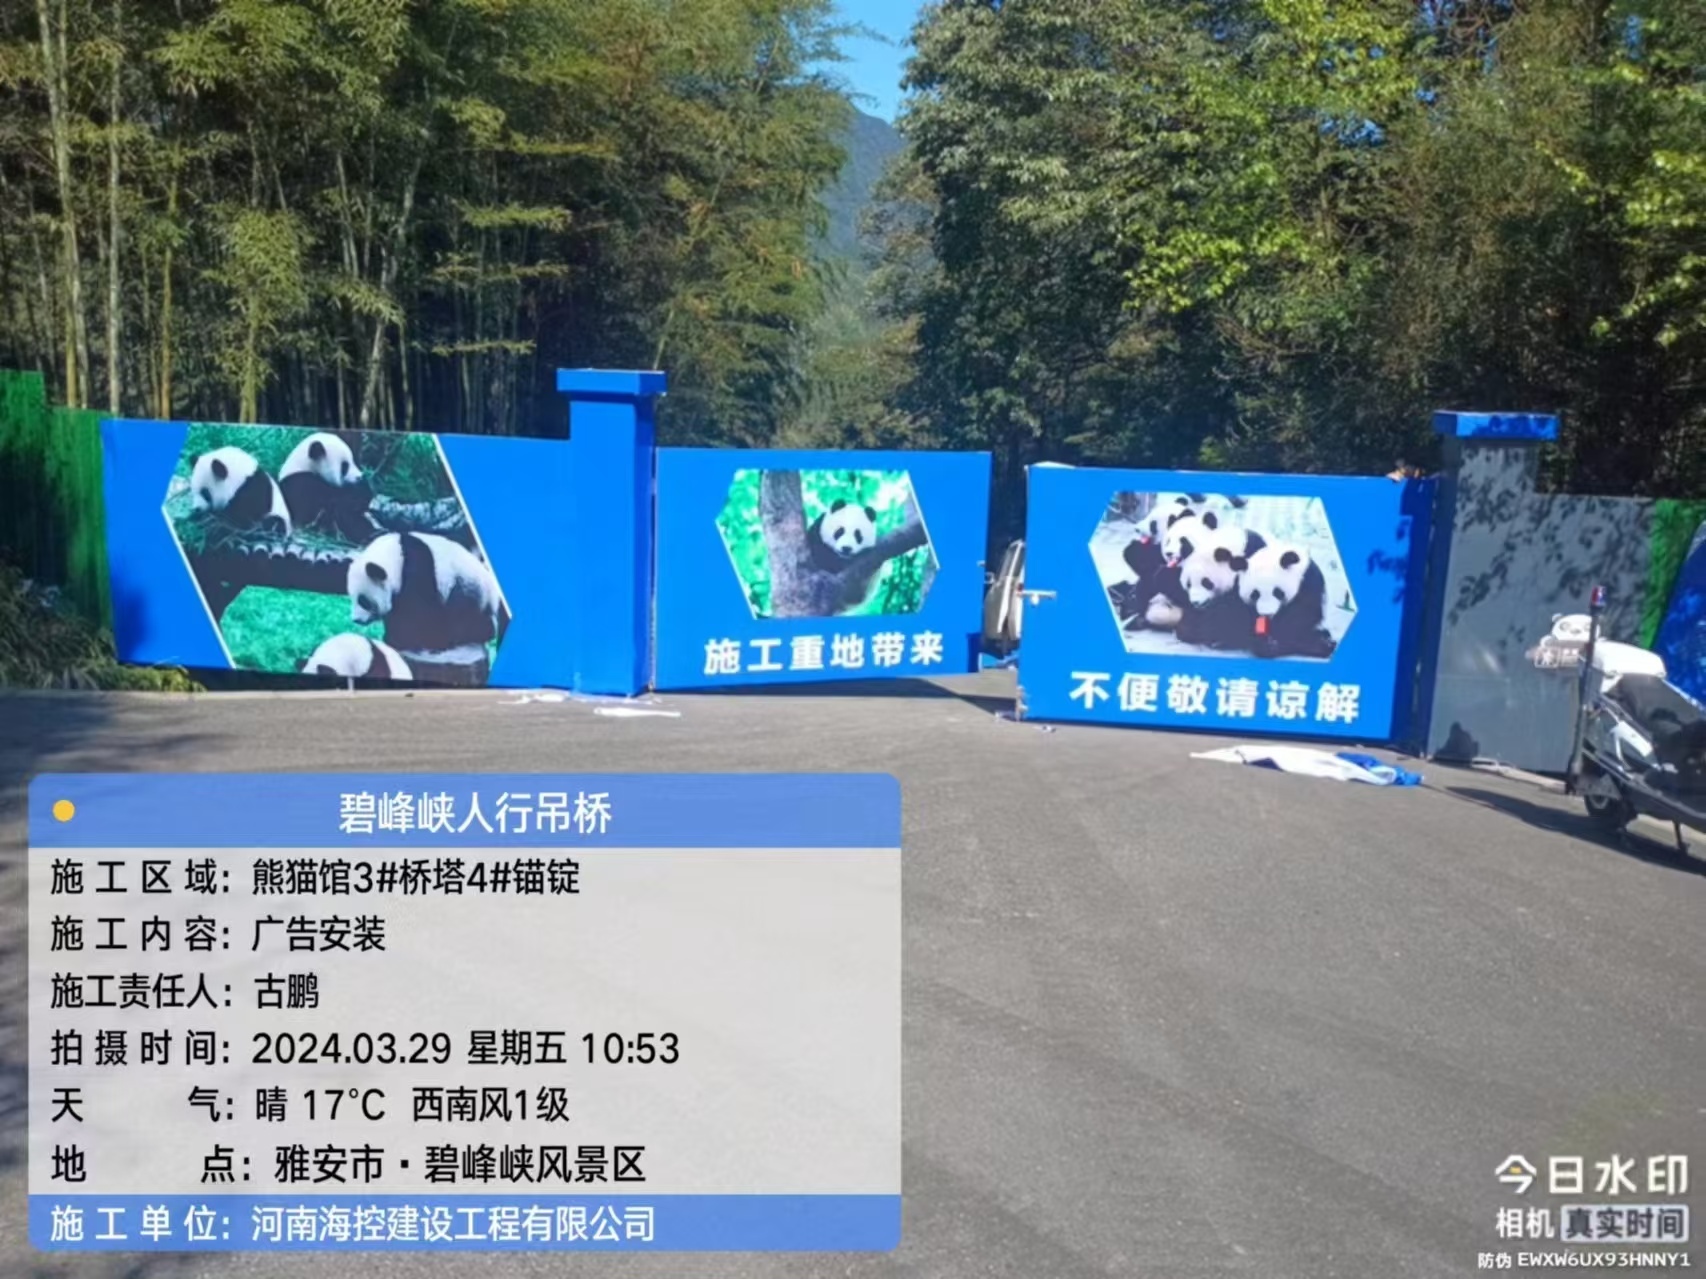 施工重地带来
不便敬请谅解
碧峰峡人行吊桥
施工区域：熊猫馆3#桥塔4#锚锭
施工内容：广告安装
施工责任人：古鹏
拍摄时间：2024.03.29 星期五 10:53
天气：晴 17℃ 西南风1级
地点：雅安市·碧峰峡风景区
施工单位：河南海控建设工程有限公司
今日水印
相机 真实时间
防伪 EWXW6UX93HNNY1